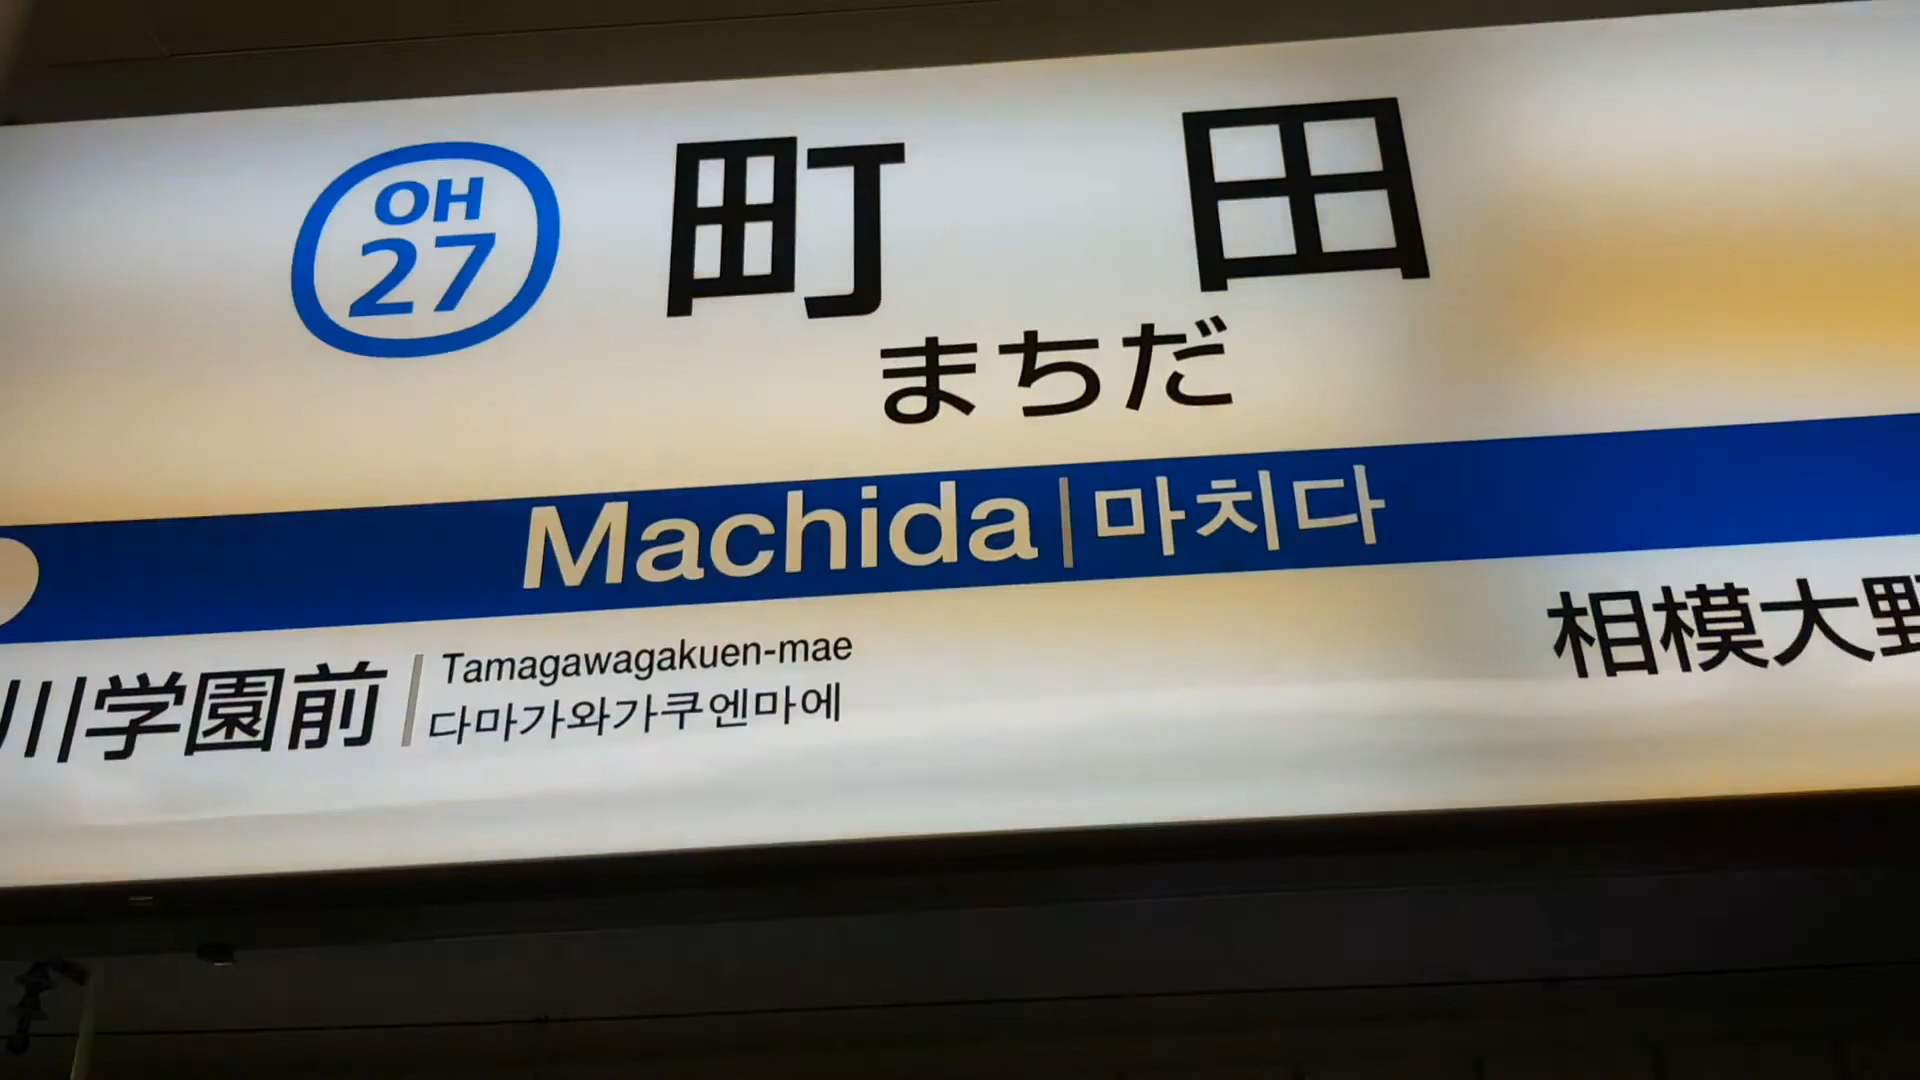 OH
27
町田
まちだ
Machida|마치다
川学園前
Tamagawagakuen-mae
다마가와가쿠엔마에
相模大野